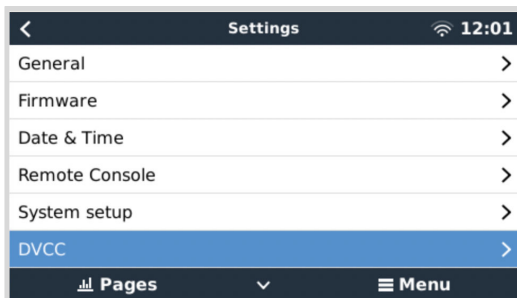 Settings 12:01
General
Firmware
Date & Time
Remote Console
System setup
DVCC
Pages Menu